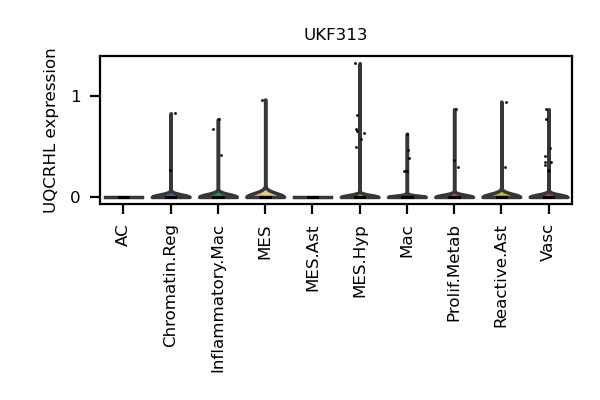 UKF313
UQCRHL expression
1
0
AC
Chromatin.Reg
Inflammatory.Mac
MES
MES.Ast
MES.Hyp
Mac
Prolif.Metab
Reactive.Ast
Vasc